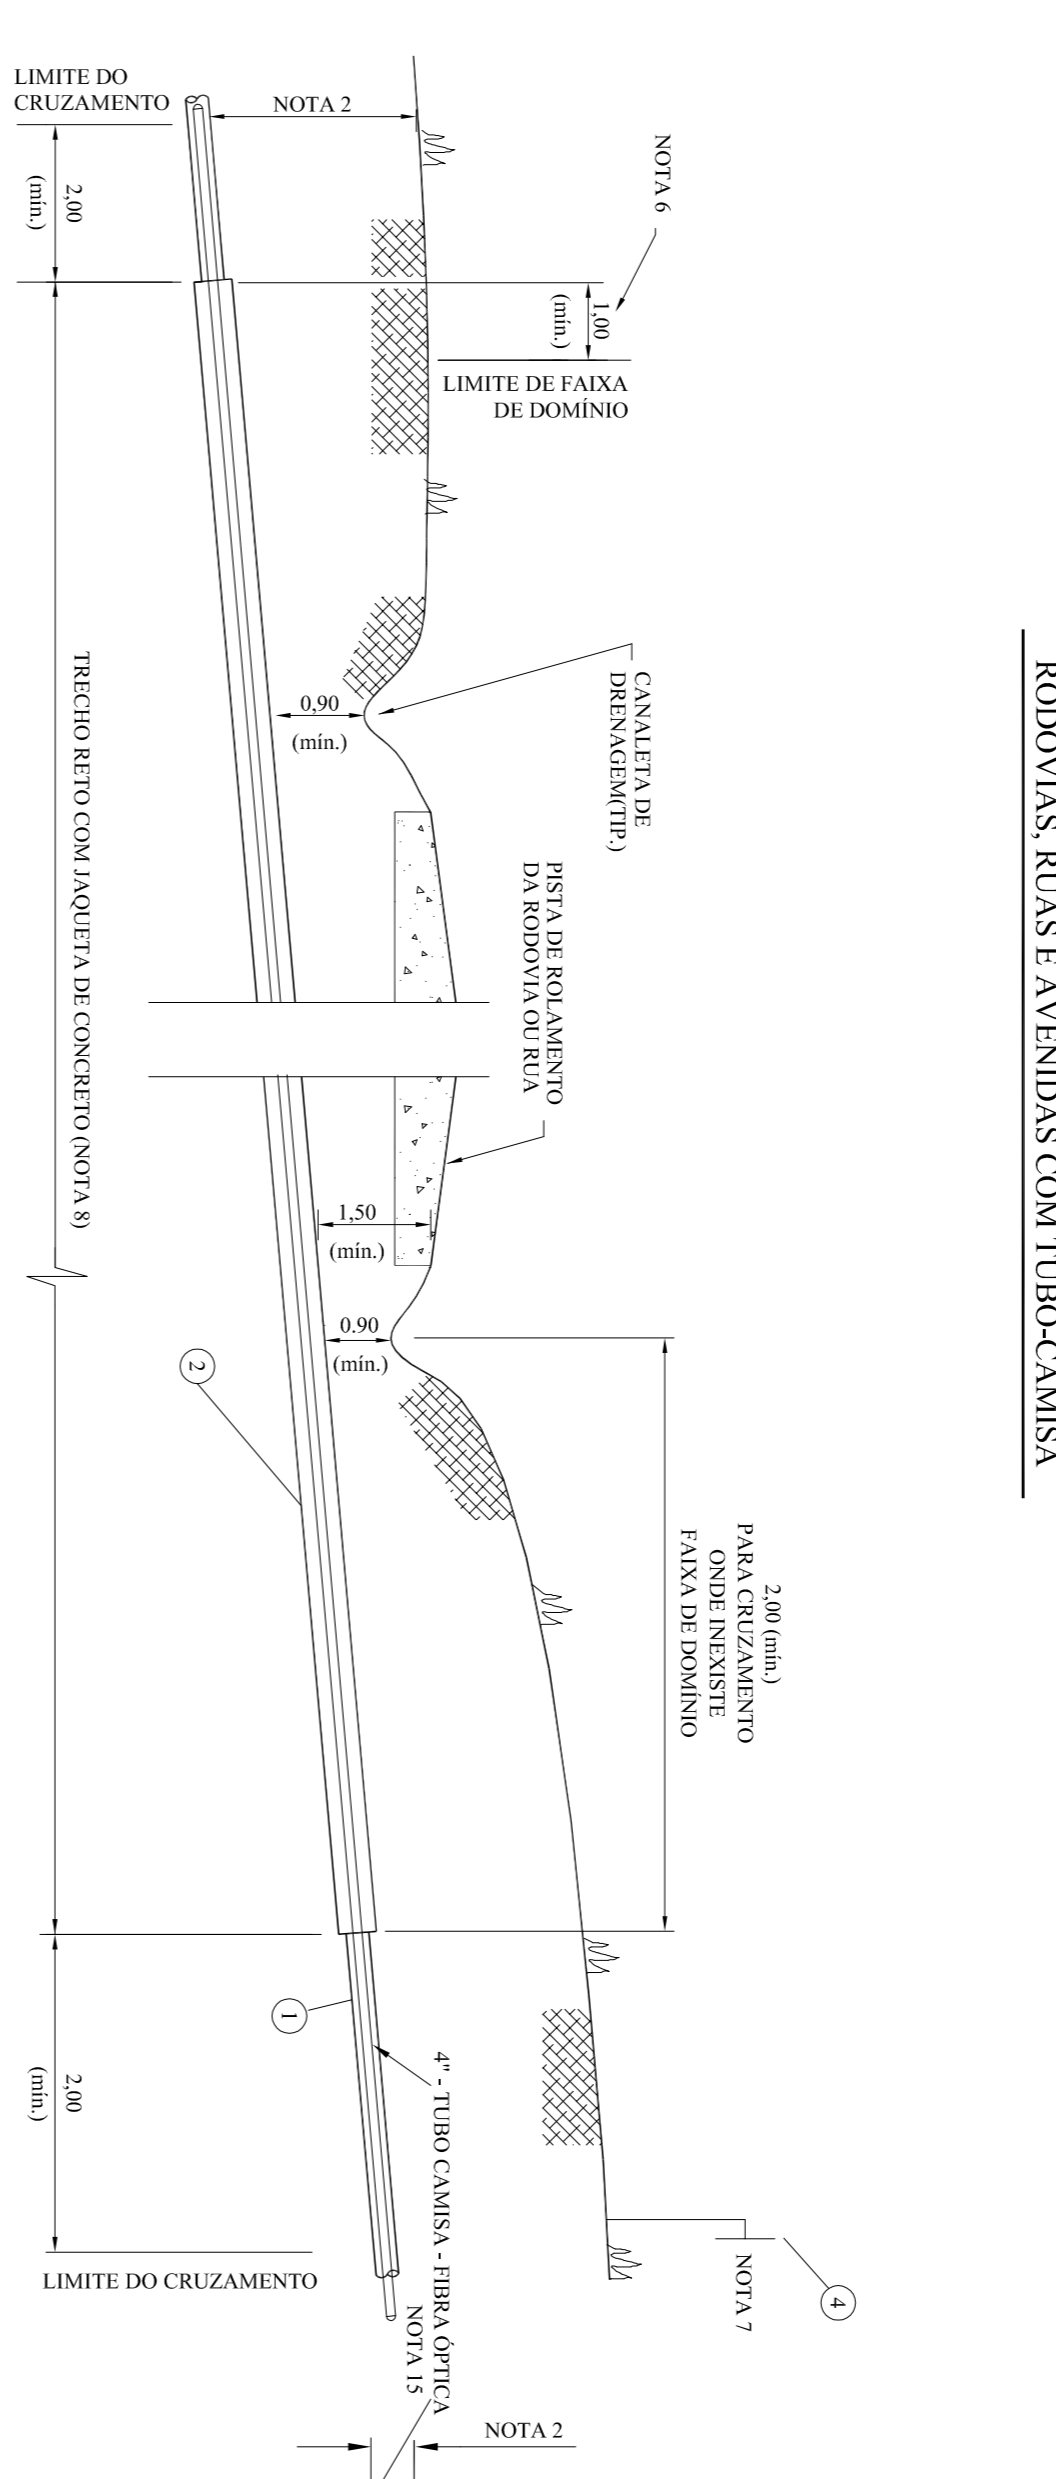 RODOVIAS, RUAS E AVENIDAS COM TUBO-CAMISA
LIMITE DO
CRUZAMENTO
NOTA 2
2,00
(mín.)
NOTA 6
1,00
(mín.)
LIMITE DE FAIXA
DE DOMÍNIO
TRECHO RETO COM JAQUETA DE CONCRETO (NOTA 8)
0,90
(mín.)
CANALETA DE
DRENAGEM(TIP.)
PISTA DE ROLAMENTO
DA RODOVIA OU RUA
1,50
(mín.)
0.90
(mín.)
2
2,00 (mín.)
PARA CRUZAMENTO
ONDE INEXISTE
FAIXA DE DOMÍNIO
1
2,00
(mín.)
4" - TUBO CAMISA - FIBRA ÓPTICA
NOTA 15
LIMITE DO CRUZAMENTO
NOTA 7
4
NOTA 2